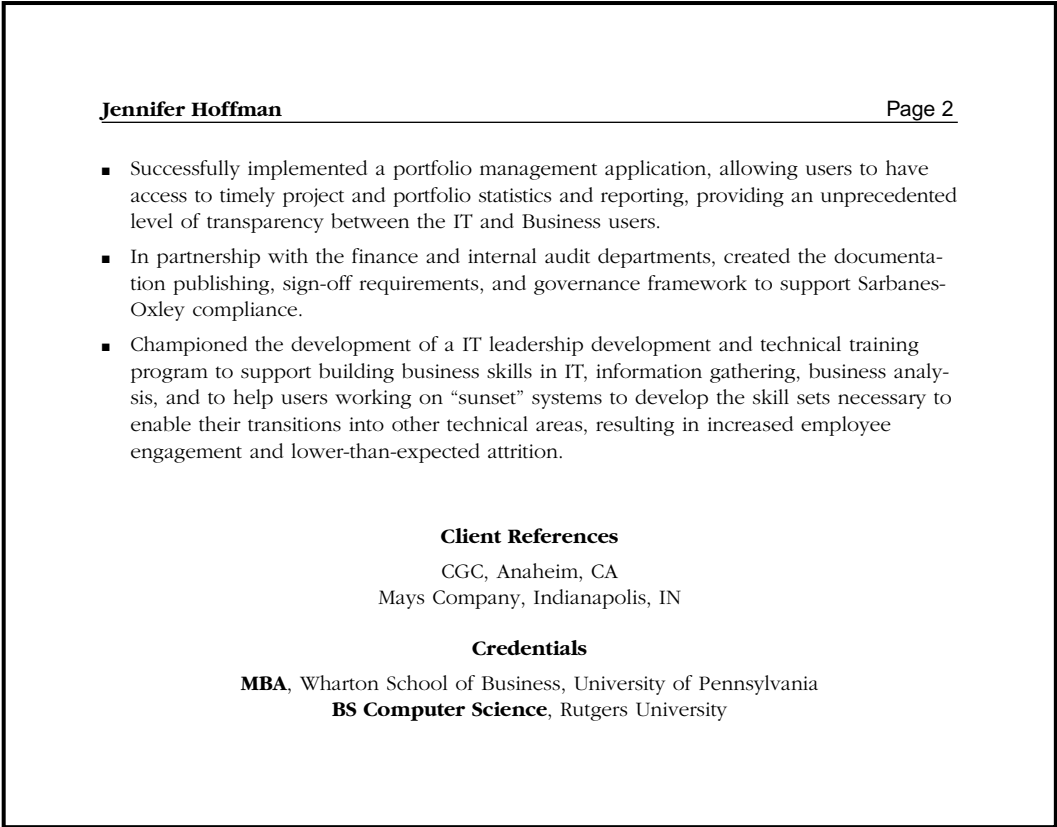 Jennifer Hoffman Page 2
▪ Successfully implemented a portfolio management application, allowing users to have
access to timely project and portfolio statistics and reporting, providing an unprecedented
level of transparency between the IT and Business users.
▪ In partnership with the finance and internal audit departments, created the documenta-
tion publishing, sign-off requirements, and governance framework to support Sarbanes-
Oxley compliance.
▪ Championed the development of a IT leadership development and technical training
program to support building business skills in IT, information gathering, business analy-
sis, and to help users working on “sunset” systems to develop the skill sets necessary to
enable their transitions into other technical areas, resulting in increased employee
engagement and lower-than-expected attrition.
Client References
CGC, Anaheim, CA
Mays Company, Indianapolis, IN
Credentials
MBA, Wharton School of Business, University of Pennsylvania
BS Computer Science, Rutgers University